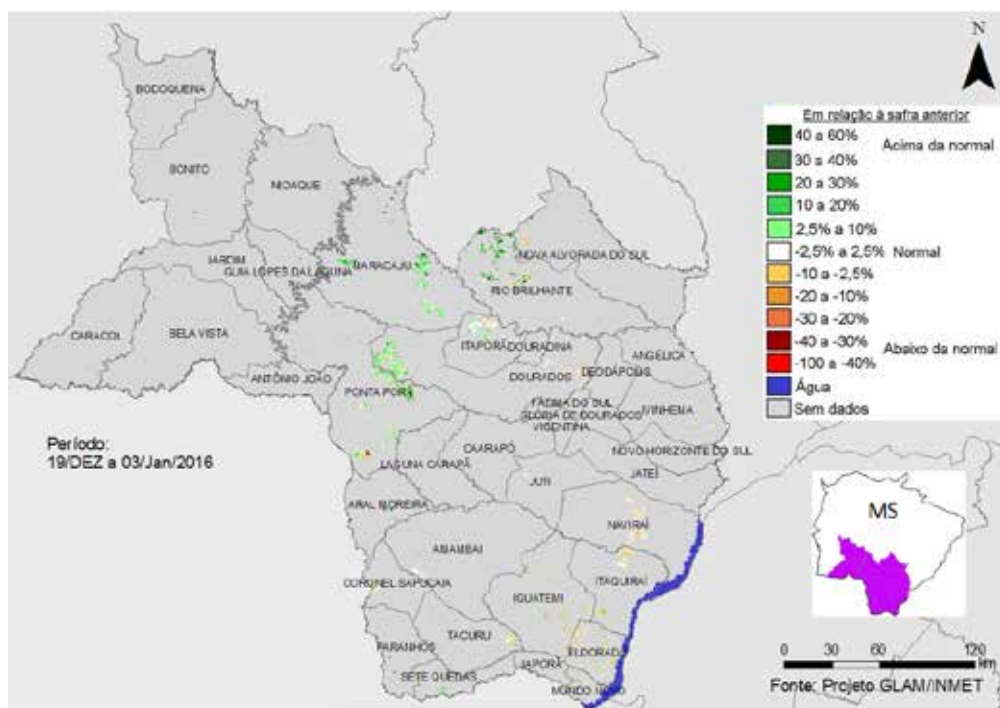 N
BODOQUENA
BONITO
NIOAQUE
JARDIM
GUIA LOPES DA LAGUNA
MARACAJU
NOVA ALVORADA DO SUL
RIO BRILHANTE
CARACOL
BELA VISTA
ANTÔNIO JOÃO
PONTA PORÃ
ITAPORÃ
DOURADINA
DOURADOS
DEODÁPOLIS
ANGÉLICA
FÁTIMA DO SUL
GLÓRIA DE DOURADOS
VICENTINA
IVINHEMA
NOVO HORIZONTE DO SUL
CAARAPÓ
LAGUNA CARAPÃ
JUTI
JATEÍ
ARAL MOREIRA
NAVIRAÍ
AMAMBAI
CORONEL SAPUCAIA
IGUATEMI
ITAQUIRAÍ
TACURU
PARANHOS
ELDORADO
JAPORÃ
SETE QUEDAS
MUNDO NOVO
Período:
19/DEZ a 03/Jan/2016
Em relação à safra anterior
40 a 60%
Acima da normal
30 a 40%
20 a 30%
10 a 20%
2,5% a 10%
-2,5% a 2,5%
Normal
-10 a -2,5%
-20 a -10%
-30 a -20%
-40 a -30%
Abaixo da normal
-100 a -40%
Água
Sem dados
MS
0 30 60 120
km
Fonte: Projeto GLAM/INMET